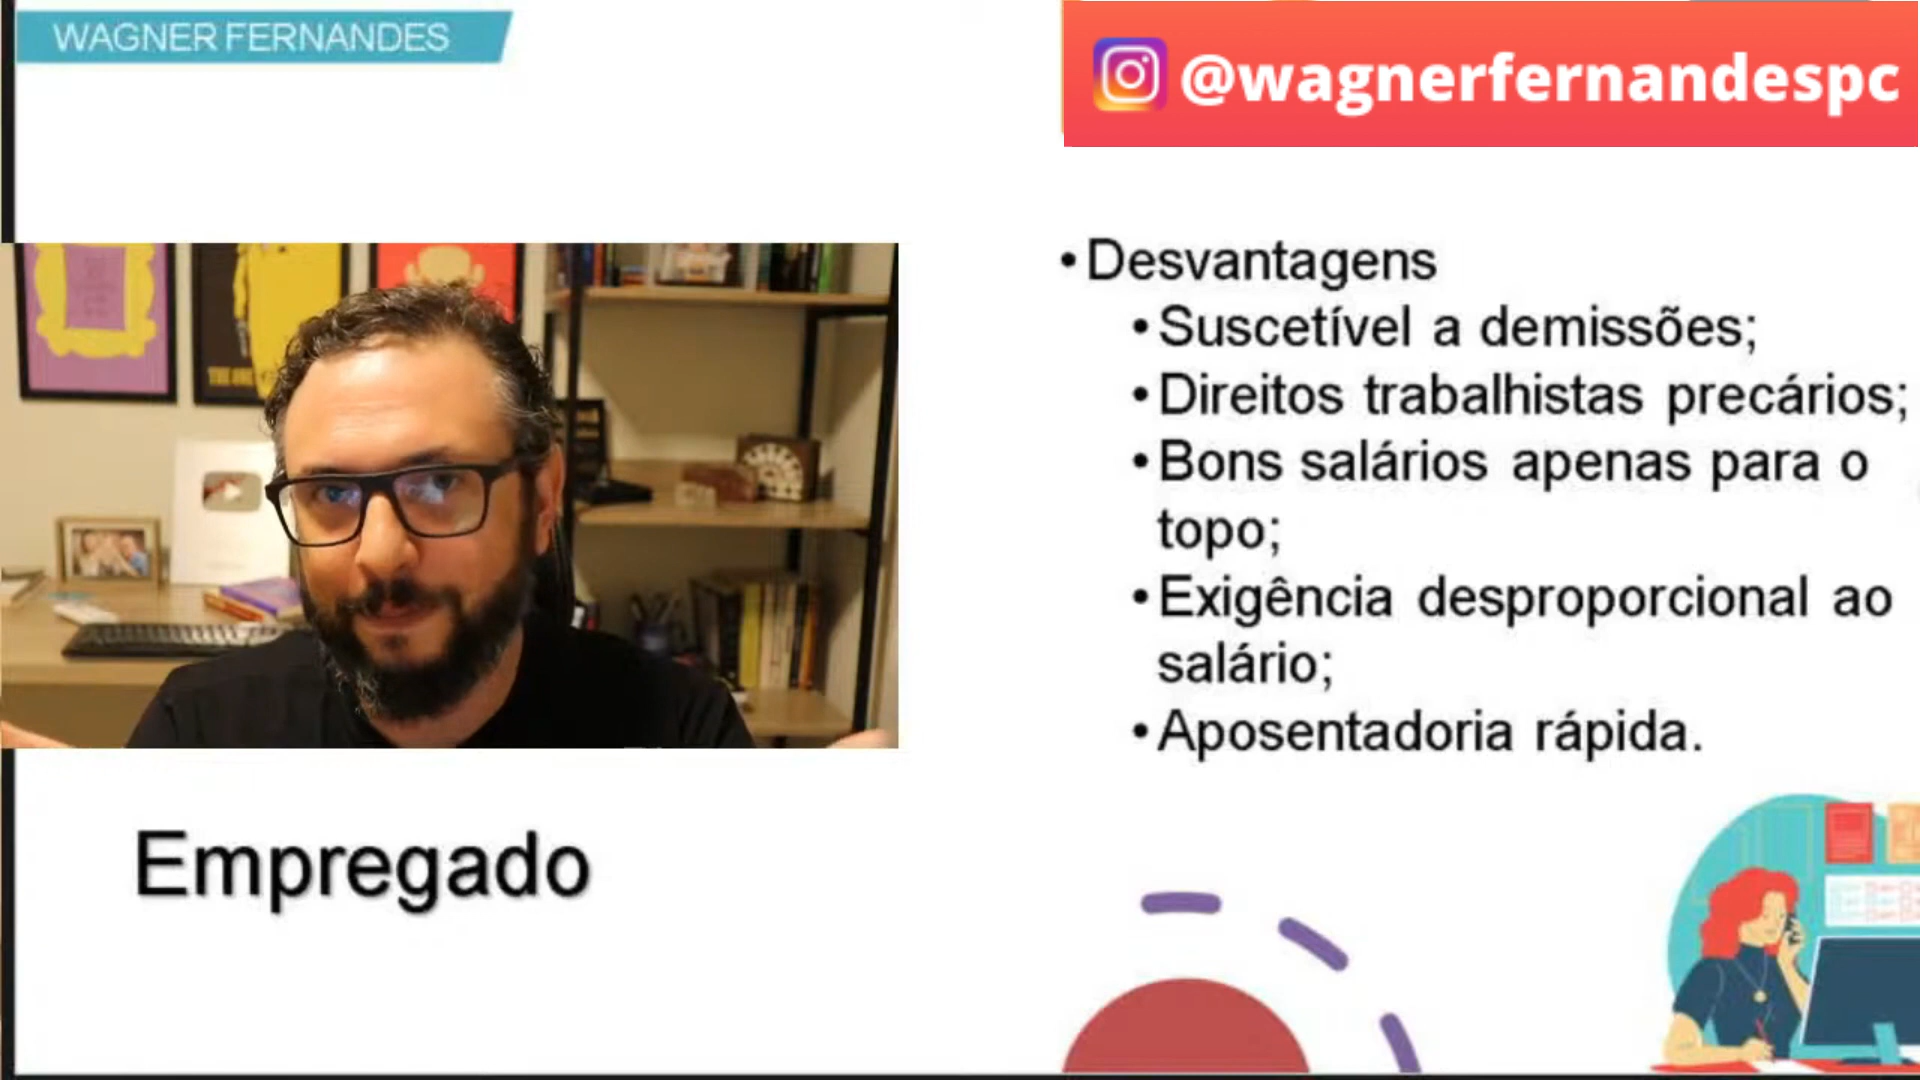 WAGNER FERNANDES
@wagnerfernandespc
• Desvantagens
• Suscetível a demissões;
• Direitos trabalhistas precários;
• Bons salários apenas para o
topo;
• Exigência desproporcional ao
salário;
• Aposentadoria rápida.
Empregado